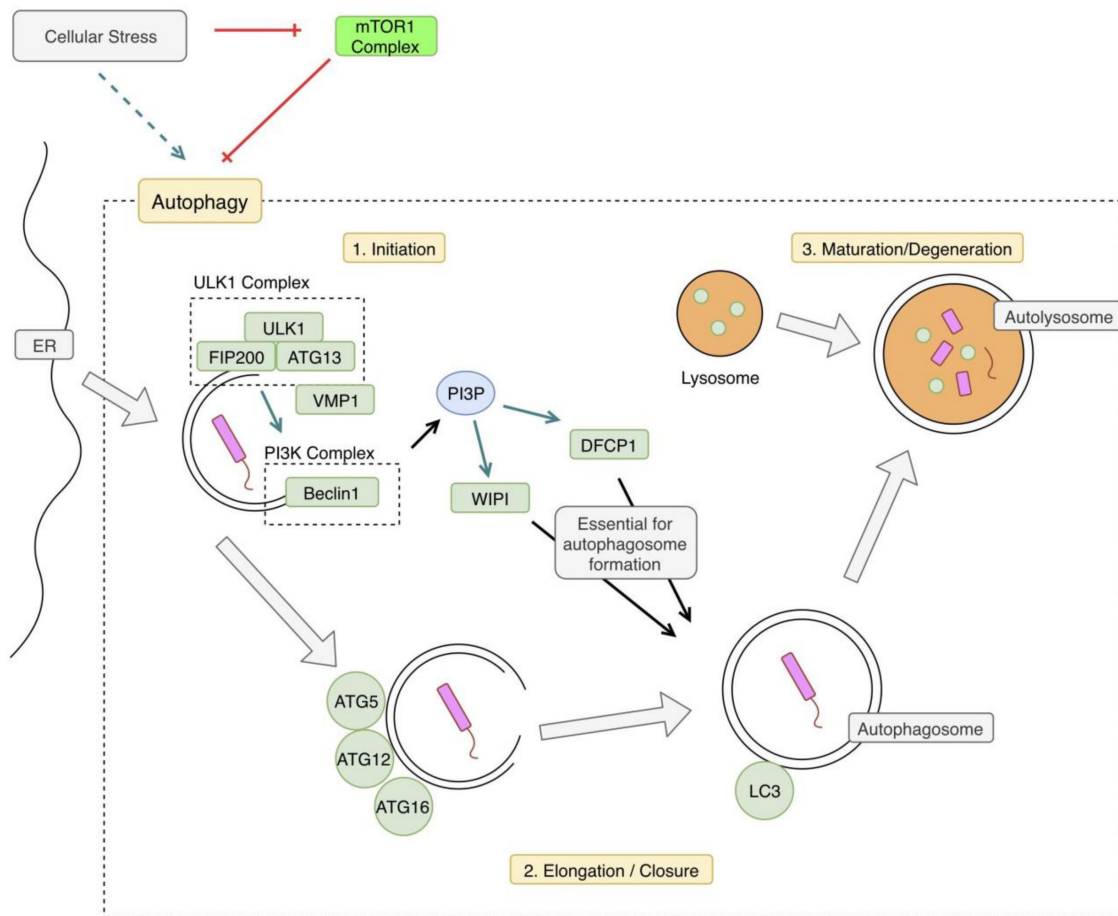 Cellular Stress
mTOR1
Complex
Autophagy
1. Initiation
3. Maturation/Degeneration
ULK1 Complex
ULK1
FIP200
ATG13
VMP1
ER
PI3K Complex
Beclin1
PI3P
DFCP1
WIPI
Essential for
autophagosome
formation
Lysosome
Autolysosome
ATG5
ATG12
ATG16
Autophagosome
LC3
2. Elongation / Closure